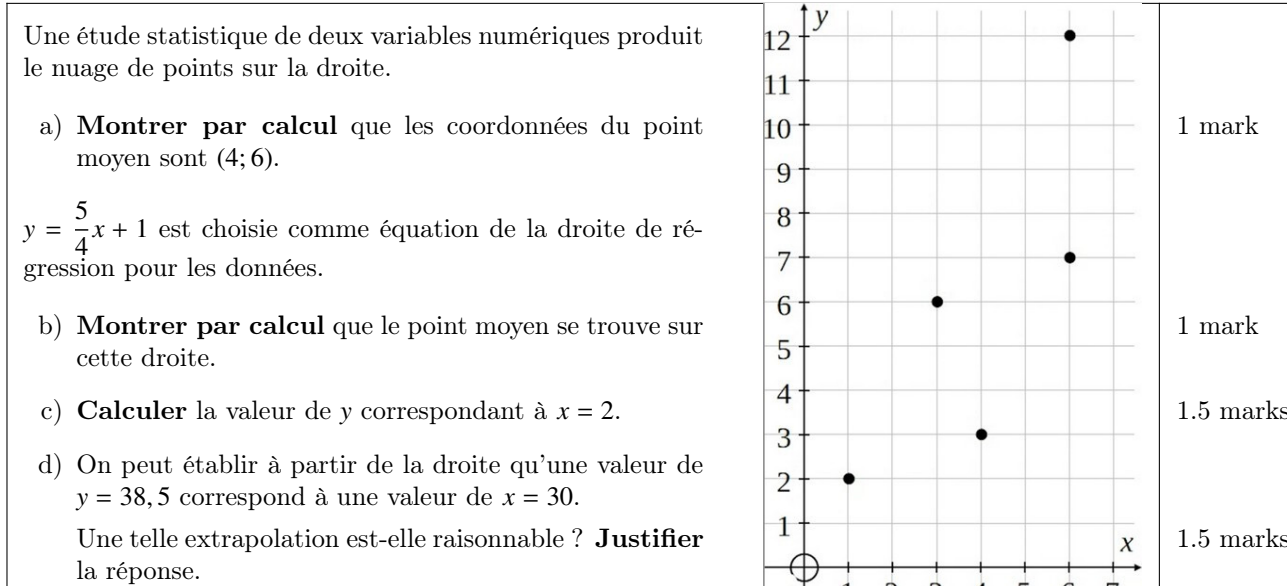 Une étude statistique de deux variables numériques produit
le nuage de points sur la droite.
a) Montrer par calcul que les coordonnées du point
moyen sont (4; 6).
1 mark
y = 5/4 x + 1 est choisie comme équation de la droite de ré-
gression pour les données.
b) Montrer par calcul que le point moyen se trouve sur
cette droite.
1 mark
c) Calculer la valeur de y correspondant à x = 2.
1.5 marks
d) On peut établir à partir de la droite qu'une valeur de
y = 38, 5 correspond à une valeur de x = 30.
Une telle extrapolation est-elle raisonnable ? Justifier
la réponse.
1.5 marks
y
12
11
10
9
8
7
6
5
4
3
2
1
x